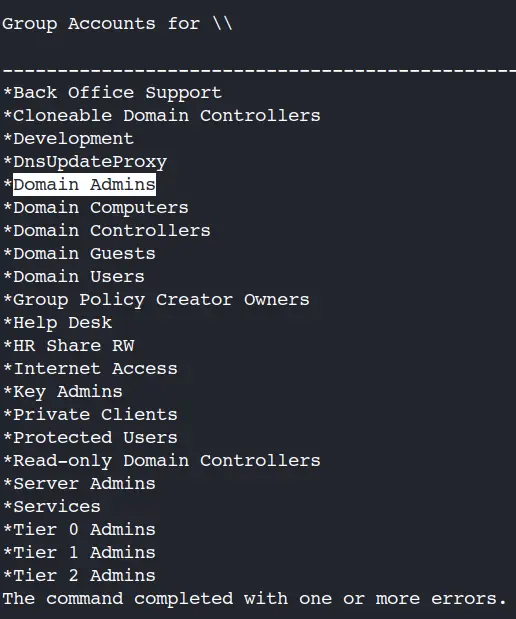 Group Accounts for \\
-----------------------------------------------
*Back Office Support
*Cloneable Domain Controllers
*Development
*DnsUpdateProxy
*Domain Admins
*Domain Computers
*Domain Controllers
*Domain Guests
*Domain Users
*Group Policy Creator Owners
*Help Desk
*HR Share RW
*Internet Access
*Key Admins
*Private Clients
*Protected Users
*Read-only Domain Controllers
*Server Admins
*Services
*Tier 0 Admins
*Tier 1 Admins
*Tier 2 Admins
The command completed with one or more errors.